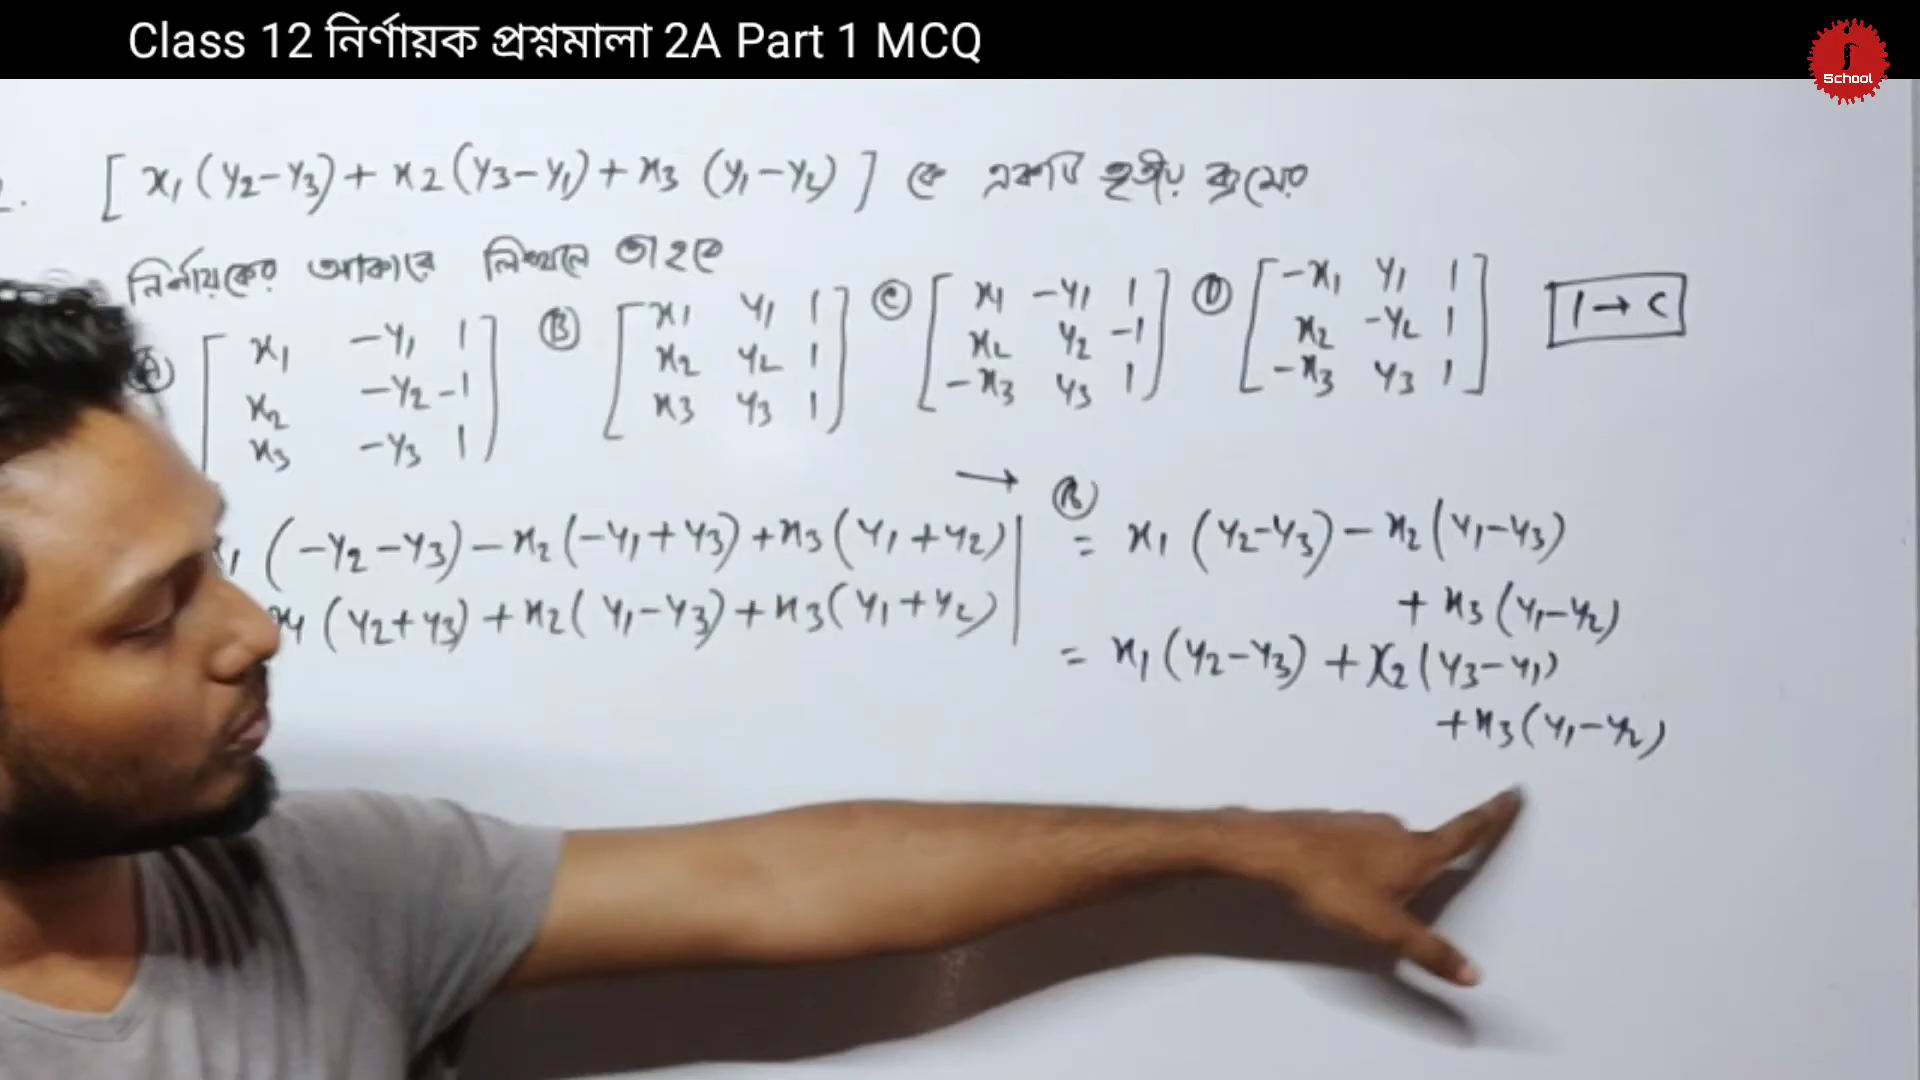 Class 12 নির্ণায়ক প্রশ্নমালা 2A Part 1 MCQ
School
[ x₁ (y₂-y₃) + x₂ (y₃-y₁) + x₃ (y₁-y₂) ] কে একটি তৃতীয় ক্রমের
নির্ণায়কের আকারে লিখলে তা হবে
(A) [ x₁ -y₁ 1
x₂ -y₂ -1
x₃ -y₃ 1 ]
(B) [ x₁ y₁ 1
x₂ y₂ 1
x₃ y₃ 1 ]
(C) [ x₁ -y₁ 1
x₂ y₂ -1
-x₃ y₃ 1 ]
(D) [ -x₁ y₁ 1
x₂ -y₂ 1
-x₃ y₃ 1 ]
1 → C
(-y₂-y₃) - x₂ (-y₁+y₃) + x₃ (y₁+y₂)
x₁ (y₂+y₃) + x₂ (y₁-y₃) + x₃ (y₁+y₂)
→ (B)
= x₁ (y₂-y₃) - x₂ (y₁-y₃)
+ x₃ (y₁-y₂)
= x₁ (y₂-y₃) + x₂ (y₃-y₁)
+ x₃ (y₁-y₂)